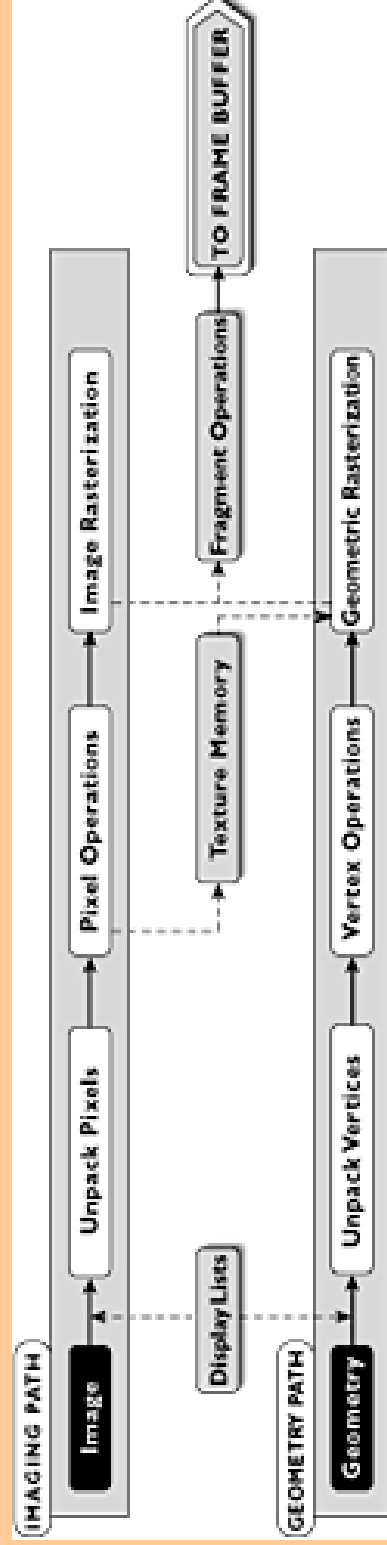 IMAGING PATH
Image
Unpack Pixels
Pixel Operations
Image Rasterization
Display Lists
Texture Memory
Fragment Operations
TO FRAME BUFFER
GEOMETRY PATH
Geometry
Unpack Vertices
Vertex Operations
Geometric Rasterization